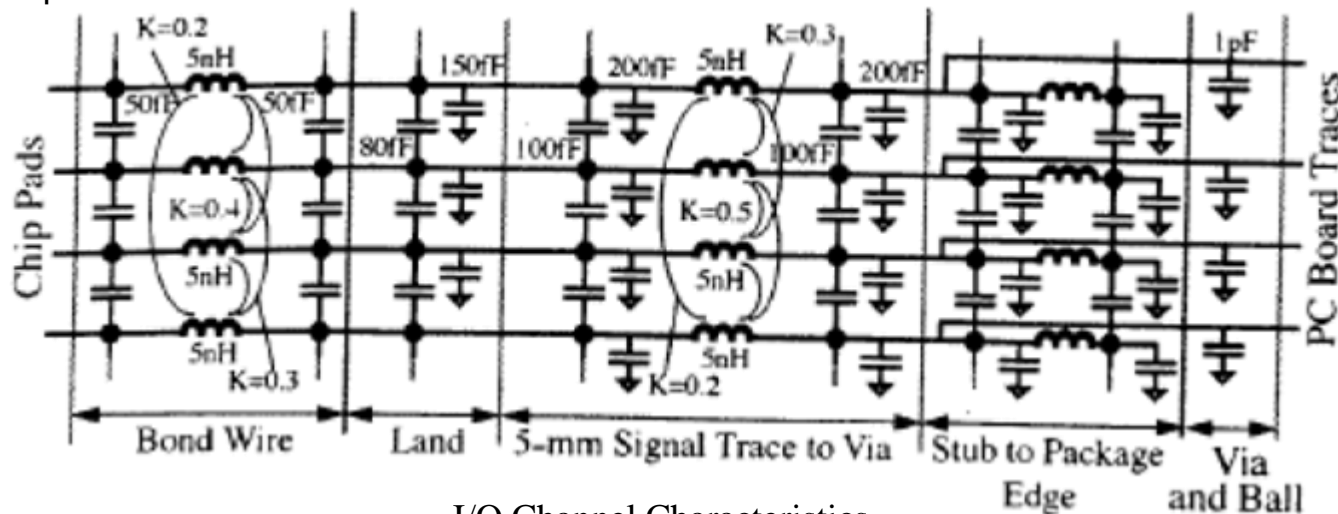 K=0.2
K=0.3
1pF
5nH
150fF
200fF
5nH
200fF
50fF
50fF
80fF
100fF
100fF
K=0.4
K=0.5
5nH
5nH
5nH
5nH
K=0.3
K=0.2
Chip Pads
PC Board Traces
Bond Wire
Land
5-mm Signal Trace to Via
Stub to Package
Edge
Via
and Ball
I/O Channel Characteristics